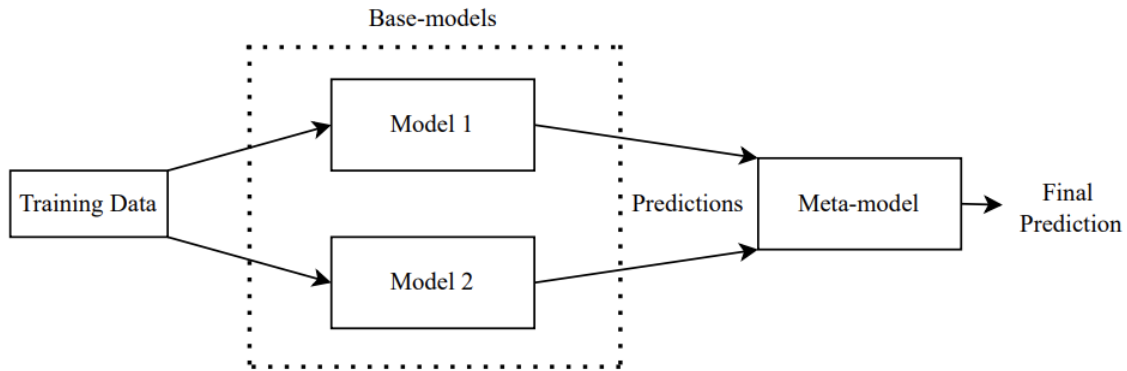 Base-models
Model 1
Training Data
Predictions
Meta-model
Final
Prediction
Model 2